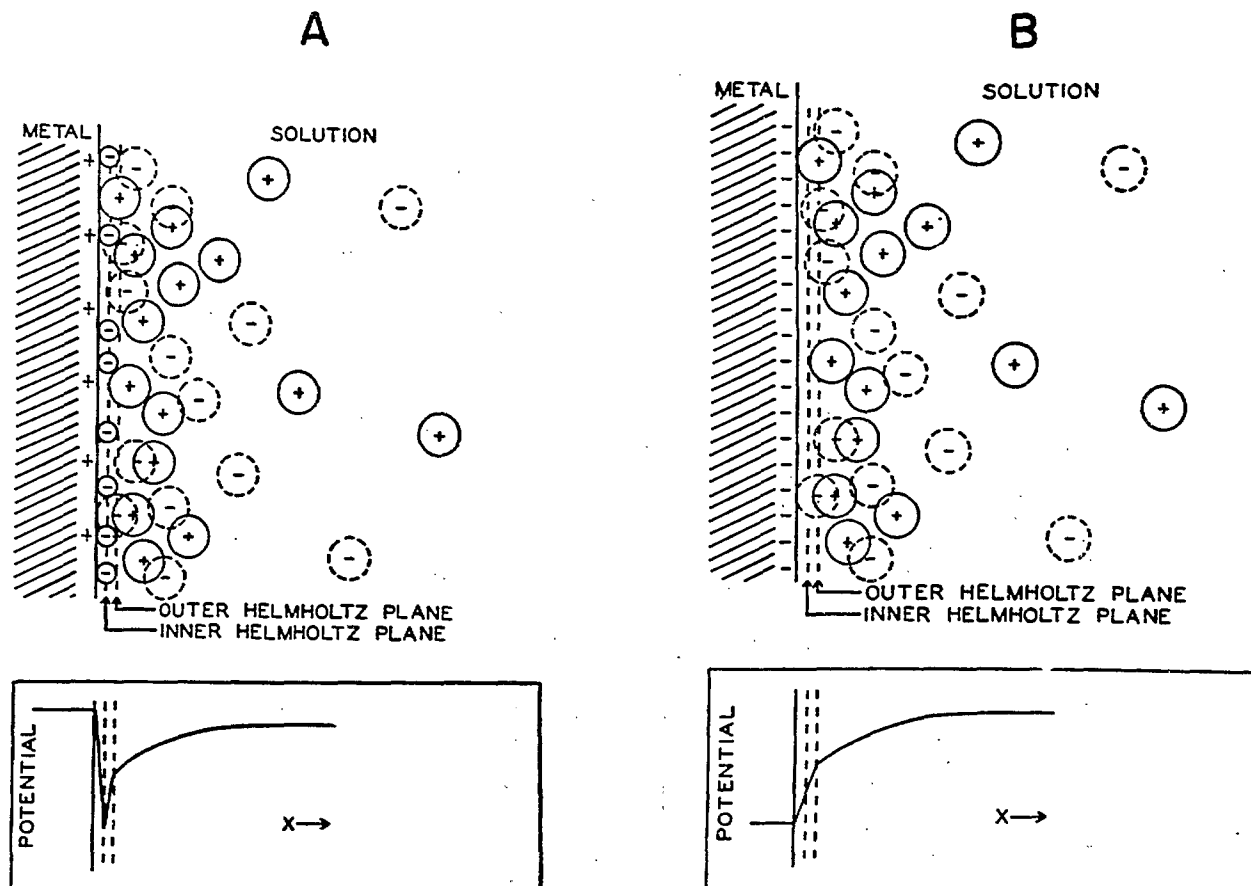 A
METAL
SOLUTION
OUTER HELMHOLTZ PLANE
INNER HELMHOLTZ PLANE
POTENTIAL
X→
B
METAL
SOLUTION
OUTER HELMHOLTZ PLANE
INNER HELMHOLTZ PLANE
POTENTIAL
X→